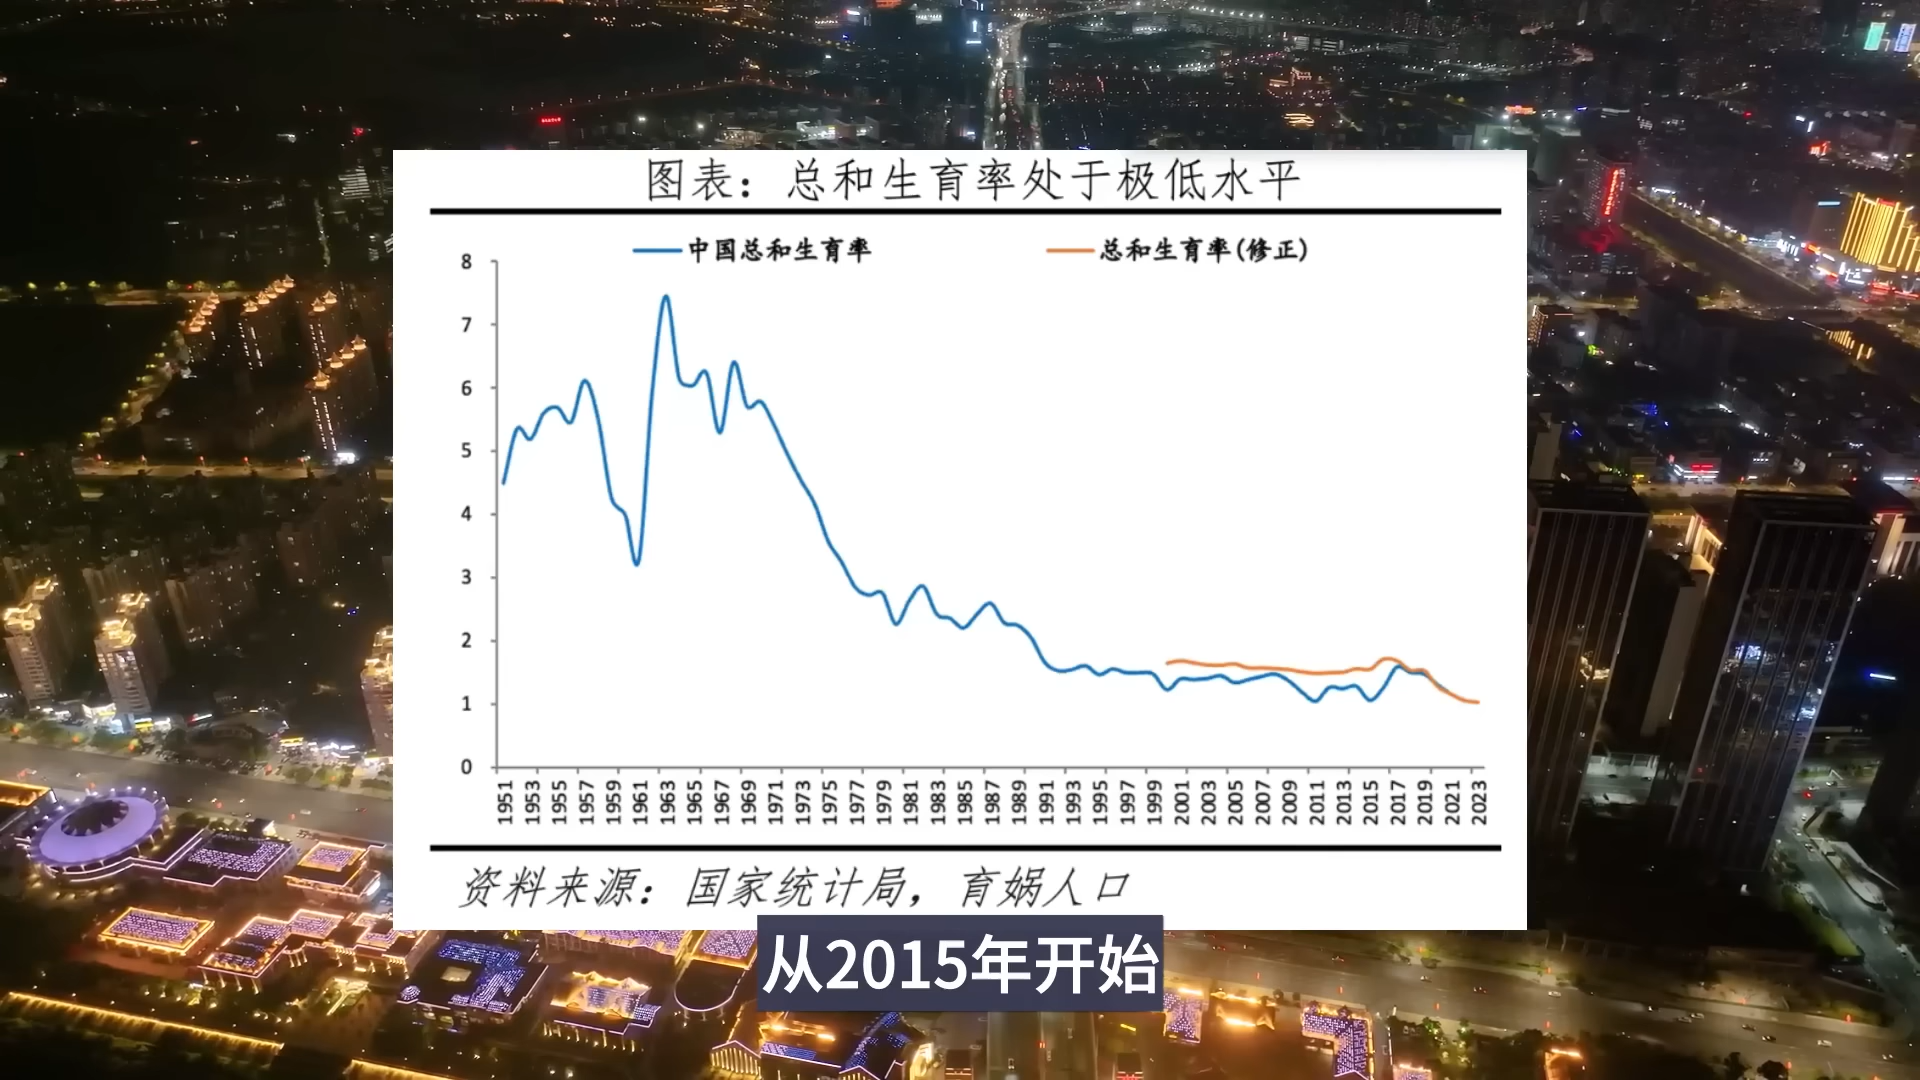 图表：总和生育率处于极低水平
中国总和生育率
总和生育率(修正)
8
7
6
5
4
3
2
1
0
1951 1953 1955 1957 1959 1961 1963 1965 1967 1969 1971 1973 1975 1977 1979 1981 1983 1985 1987 1989 1991 1993 1995 1997 1999 2001 2003 2005 2007 2009 2011 2013 2015 2017 2019 2021 2023
资料来源：国家统计局，育娲人口
从2015年开始